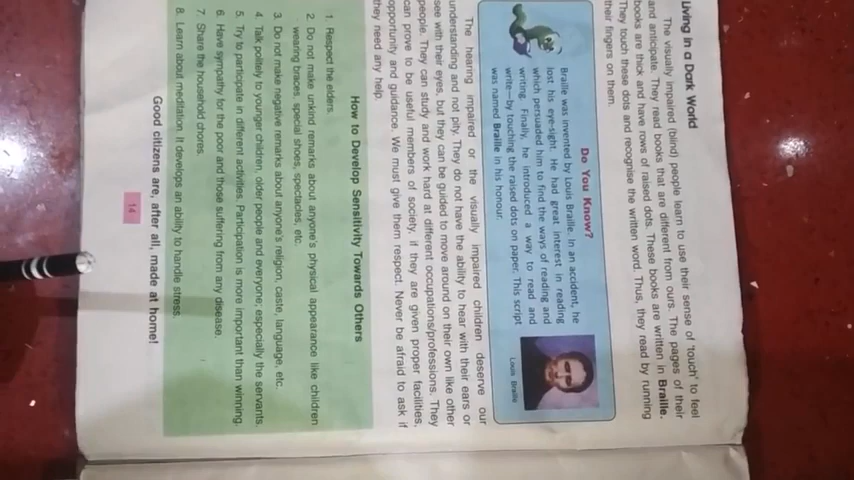 Living in a Dark World
The visually impaired (blind) people learn to use their sense of 'touch' to feel
and anticipate. They read books that are different from ours. The pages of their
books are thick and have rows of raised dots. These books are written in Braille.
They touch these dots and recognise the written word. Thus, they read by running
their fingers on them.
Do You Know?
Braille was invented by Louis Braille. In an accident, he
lost his eye-sight. He had great interest in reading
which persuaded him to find the ways of reading and
writing. Finally, he introduced a way to read and
write—by touching the raised dots on paper. This script
was named Braille in his honour.
Louis Braille
The hearing impaired or the visually impaired children deserve our
understanding and not pity. They do not have the ability to hear with their ears or
see with their eyes, but they can be guided to move around on their own like other
people. They can study and work hard at different occupations/professions. They
can prove to be useful members of society, if they are given proper facilities,
opportunity and guidance. We must give them respect. Never be afraid to ask if
they need any help.
How to Develop Sensitivity Towards Others
1. Respect the elders.
2. Do not make unkind remarks about anyone's physical appearance like children
wearing braces, special shoes, spectacles, etc.
3. Do not make negative remarks about anyone's religion, caste, language, etc.
4. Talk politely to younger children, older people and everyone; especially the servants.
5. Try to participate in different activities. Participation is more important than winning.
6. Have sympathy for the poor and those suffering from any disease.
7. Share the household chores.
8. Learn about meditation. It develops an ability to handle stress.
Good citizens are, after all, made at home!
14